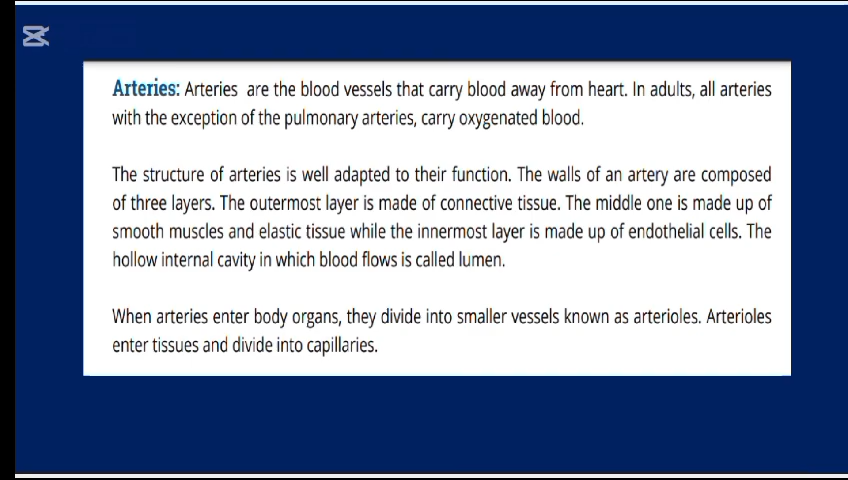 Arteries: Arteries are the blood vessels that carry blood away from heart. In adults, all arteries
with the exception of the pulmonary arteries, carry oxygenated blood.
The structure of arteries is well adapted to their function. The walls of an artery are composed
of three layers. The outermost layer is made of connective tissue. The middle one is made up of
smooth muscles and elastic tissue while the innermost layer is made up of endothelial cells. The
hollow internal cavity in which blood flows is called lumen.
When arteries enter body organs, they divide into smaller vessels known as arterioles. Arterioles
enter tissues and divide into capillaries.